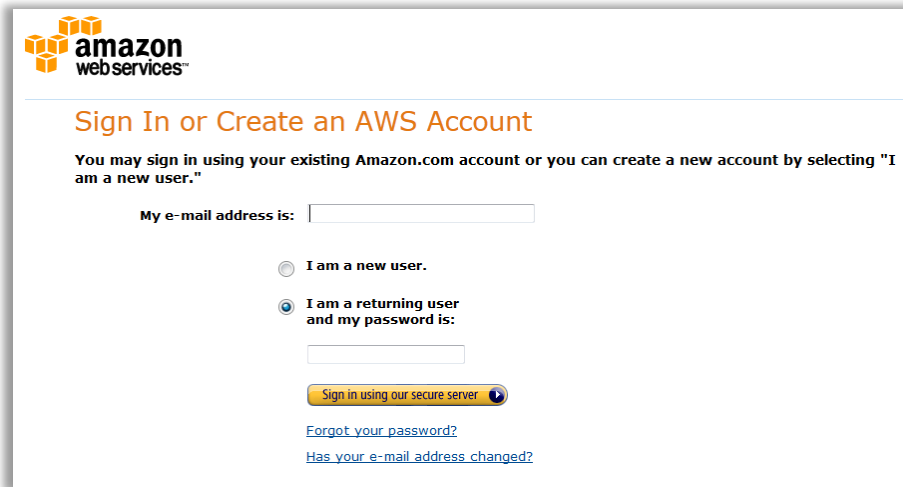 amazon
webservices™
Sign In or Create an AWS Account
You may sign in using your existing Amazon.com account or you can create a new account by selecting "I
am a new user."
My e-mail address is:
I am a new user.
I am a returning user
and my password is:
Sign in using our secure server
Forgot your password?
Has your e-mail address changed?